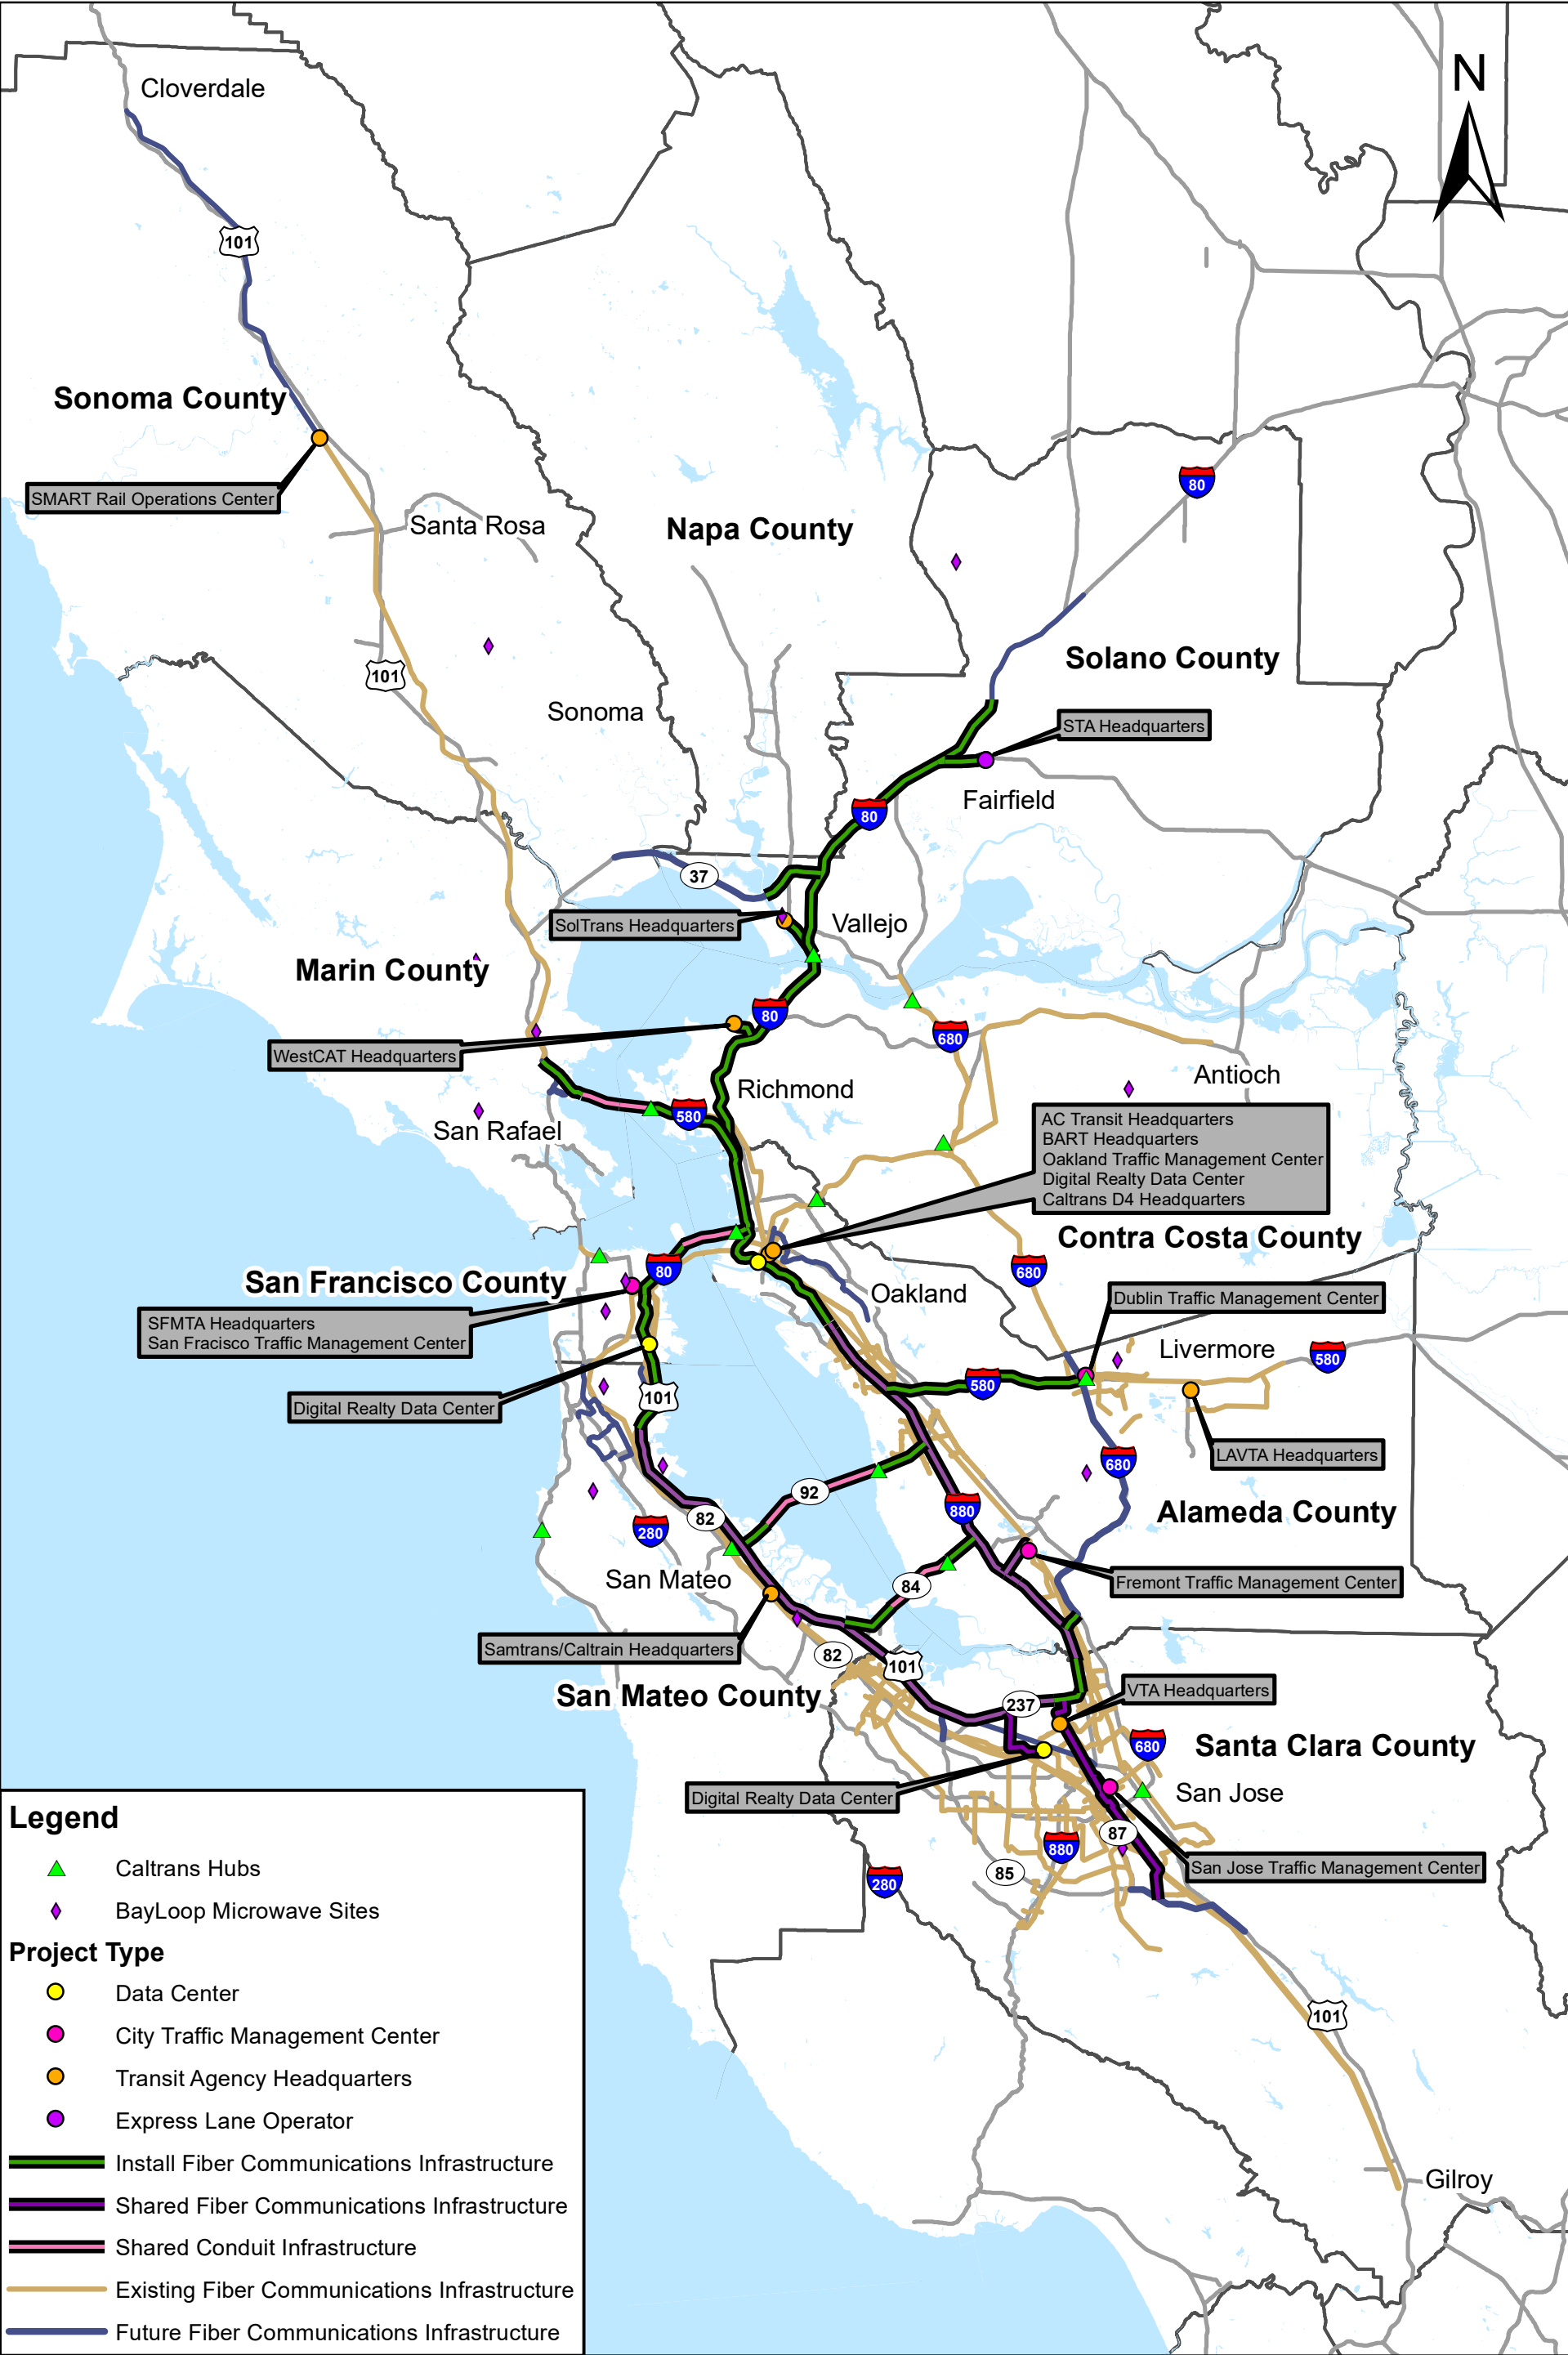 N
Cloverdale
101
Sonoma County
80
SMART Rail Operations Center
Santa Rosa
Napa County
101
Solano County
Sonoma
STA Headquarters
Fairfield
80
37
SolTrans Headquarters
Vallejo
Marin County
80
680
WestCAT Headquarters
Antioch
Richmond
580
San Rafael
AC Transit Headquarters
BART Headquarters
Oakland Traffic Management Center
Digital Realty Data Center
Caltrans D4 Headquarters
Contra Costa County
680
80
San Francisco County
Oakland
Dublin Traffic Management Center
SFMTA Headquarters
San Fracisco Traffic Management Center
Livermore
580
580
101
Digital Realty Data Center
LAVTA Headquarters
680
92
880
Alameda County
82
280
San Mateo
84
Fremont Traffic Management Center
Samtrans/Caltrain Headquarters
82
101
San Mateo County
237
VTA Headquarters
680
Santa Clara County
Digital Realty Data Center
San Jose
87
880
San Jose Traffic Management Center
85
280
101
Gilroy
Legend
Caltrans Hubs
BayLoop Microwave Sites
Project Type
Data Center
City Traffic Management Center
Transit Agency Headquarters
Express Lane Operator
Install Fiber Communications Infrastructure
Shared Fiber Communications Infrastructure
Shared Conduit Infrastructure
Existing Fiber Communications Infrastructure
Future Fiber Communications Infrastructure